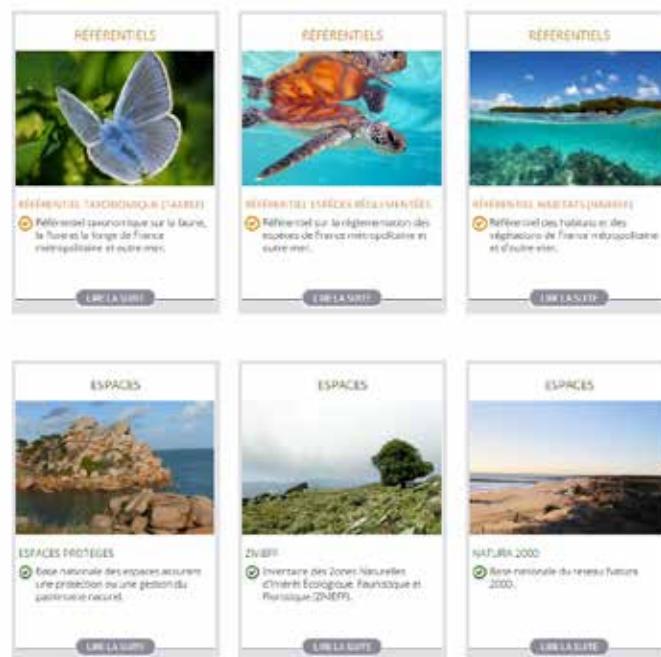 RÉFÉRENTIELS
RÉFÉRENTIEL TAXONOMIQUE (TAXREF)
Référentiel taxonomique sur la faune,
la flore et la fonge de France
métropolitaine et outre-mer.
LIRE LA SUITE
RÉFÉRENTIELS
RÉFÉRENTIEL ESPÈCES RÉGLEMENTÉES
Référentiel sur la réglementation des
espèces de France métropolitaine et
outre-mer.
LIRE LA SUITE
RÉFÉRENTIELS
RÉFÉRENTIEL HABITATS (HABREF)
Référentiel des habitats et des
végétations de France métropolitaine
et d'outre-mer.
LIRE LA SUITE
ESPACES
ESPACES PROTÉGÉS
Base nationale des espaces assurant
une protection ou une gestion du
patrimoine naturel.
LIRE LA SUITE
ESPACES
ZNIEFF
Inventaire des Zones Naturelles
d'Intérêt Écologique, Faunistique et
Floristique (ZNIEFF).
LIRE LA SUITE
ESPACES
NATURA 2000
Base nationale du réseau Natura
2000.
LIRE LA SUITE